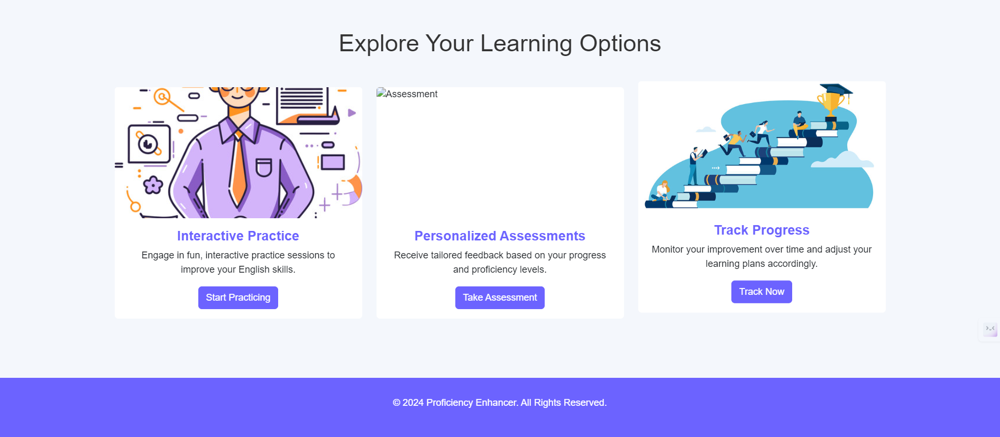 Explore Your Learning Options
Assessment
Interactive Practice
Engage in fun, interactive practice sessions to
improve your English skills.
Start Practicing
Personalized Assessments
Receive tailored feedback based on your progress
and proficiency levels.
Take Assessment
Track Progress
Monitor your improvement over time and adjust your
learning plans accordingly.
Track Now
© 2024 Proficiency Enhancer. All Rights Reserved.